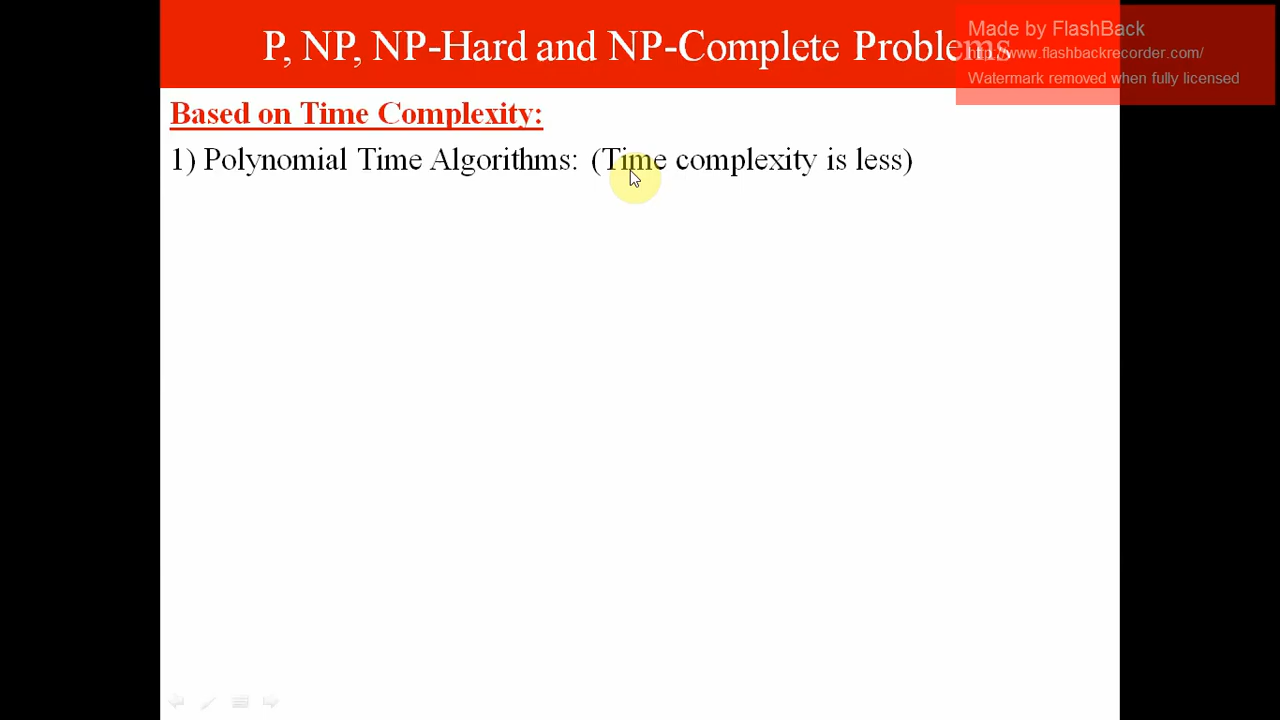 P, NP, NP-Hard and NP-Complete Problems
Made by FlashBack
http://www.flashbackrecorder.com/
Watermark removed when fully licensed
Based on Time Complexity:
1) Polynomial Time Algorithms: (Time complexity is less)